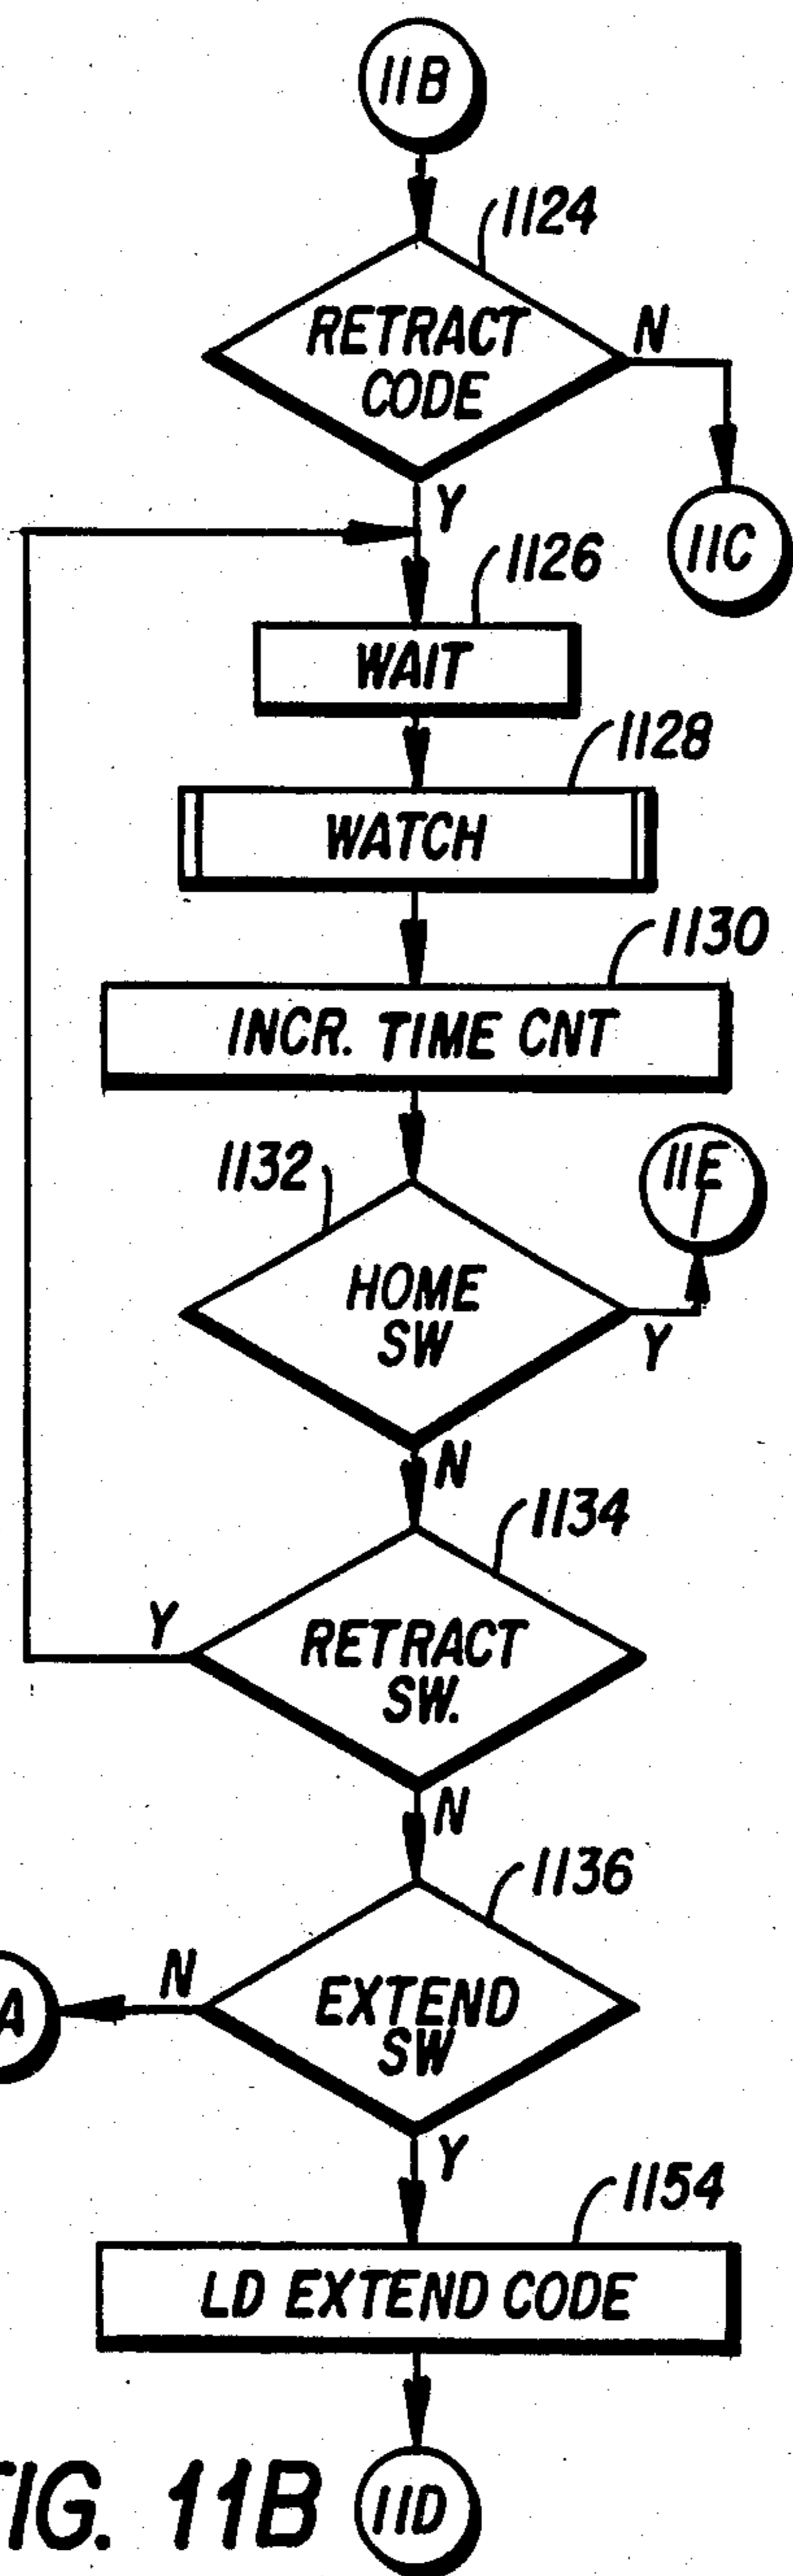 11B
1124
RETRACT
CODE
N
Y
11C
1126
WAIT
1128
WATCH
1130
INCR. TIME CNT
1132
11E
HOME
SW
Y
N
1134
Y
RETRACT
SW.
N
1136
N
EXTEND
SW
A
Y
1154
LD EXTEND CODE
11D
IG. 11B